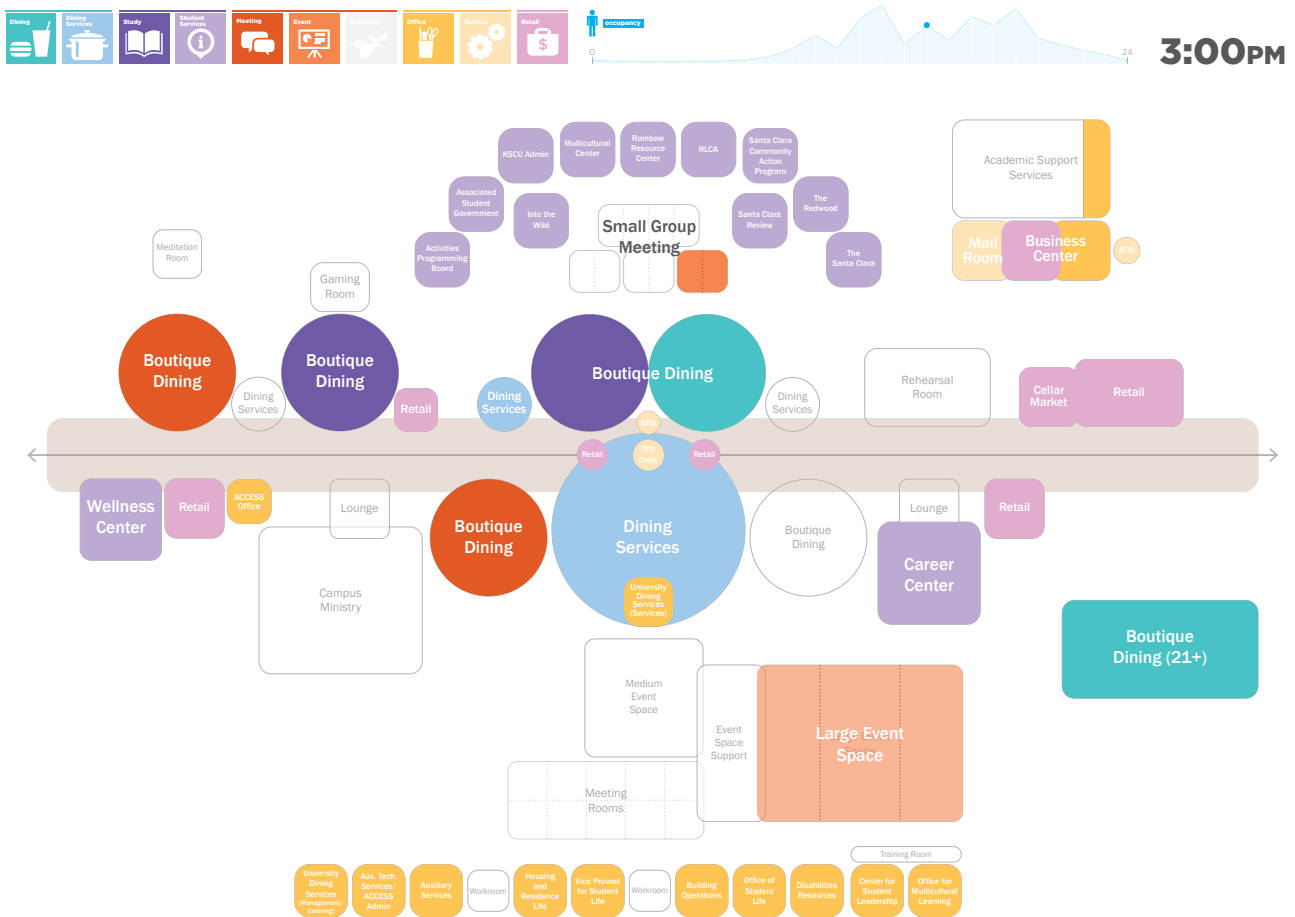 Dining
Dining
Services
Study
Student
Services
Meeting
Event
Rehearsal
Office
Service
Retail
occupancy
0
24
3:00PM
KSCU Admin
Multicultural
Center
Rainbow
Resource
Center
RLCA
Santa Clara
Community
Action
Program
Associated
Student
Government
Into the
Wild
Santa Clara
Review
The
Redwood
Activities
Programming
Board
The
Santa Clara
Small Group
Meeting
Academic Support
Services
Mail
Room
Business
Center
ATM
Meditation
Room
Gaming
Room
Boutique
Dining
Dining
Services
Boutique
Dining
Retail
Dining
Services
Boutique Dining
Dining
Services
Rehearsal
Room
Cellar
Market
Retail
ATM
Retail
Info
Desk
Retail
Wellness
Center
Retail
ACCESS
Office
Lounge
Campus
Ministry
Boutique
Dining
Dining
Services
University
Dining
Services
(Services)
Boutique
Dining
Lounge
Career
Center
Retail
Boutique
Dining (21+)
Medium
Event
Space
Event
Space
Support
Large Event
Space
Meeting
Rooms
Training Room
University
Dining
Services
(Management/
Catering)
Aux. Tech.
Services/
ACCESS
Admin
Auxiliary
Services
Workroom
Housing
and
Residence
Life
Vice Provost
for Student
Life
Workroom
Building
Operations
Office of
Student
Life
Disabilities
Resources
Center for
Student
Leadership
Office for
Multicultural
Learning